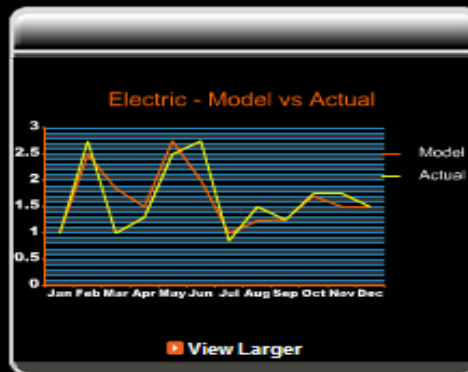 Electric - Model vs Actual
3
2.5
2
1.5
1
0.5
0
Jan Feb Mar Apr May Jun Jul Aug Sep Oct Nov Dec
Model
Actual
View Larger